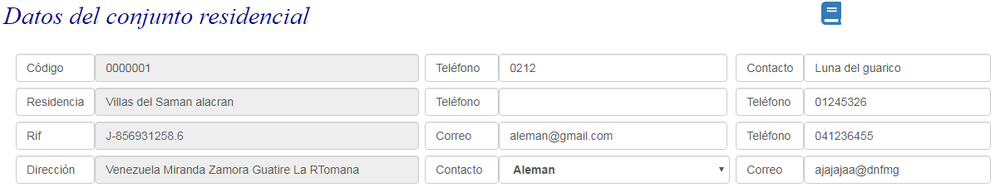 Datos del conjunto residencial
Código 0000001 Teléfono 0212 Contacto Luna del guarico
Residencia Villas del Saman alacran Teléfono Teléfono 01245326
Rif J-856931258.6 Correo aleman@gmail.com Teléfono 041236455
Dirección Venezuela Miranda Zamora Guatire La RTomana Contacto Aleman Correo ajajajaa@dnfmg